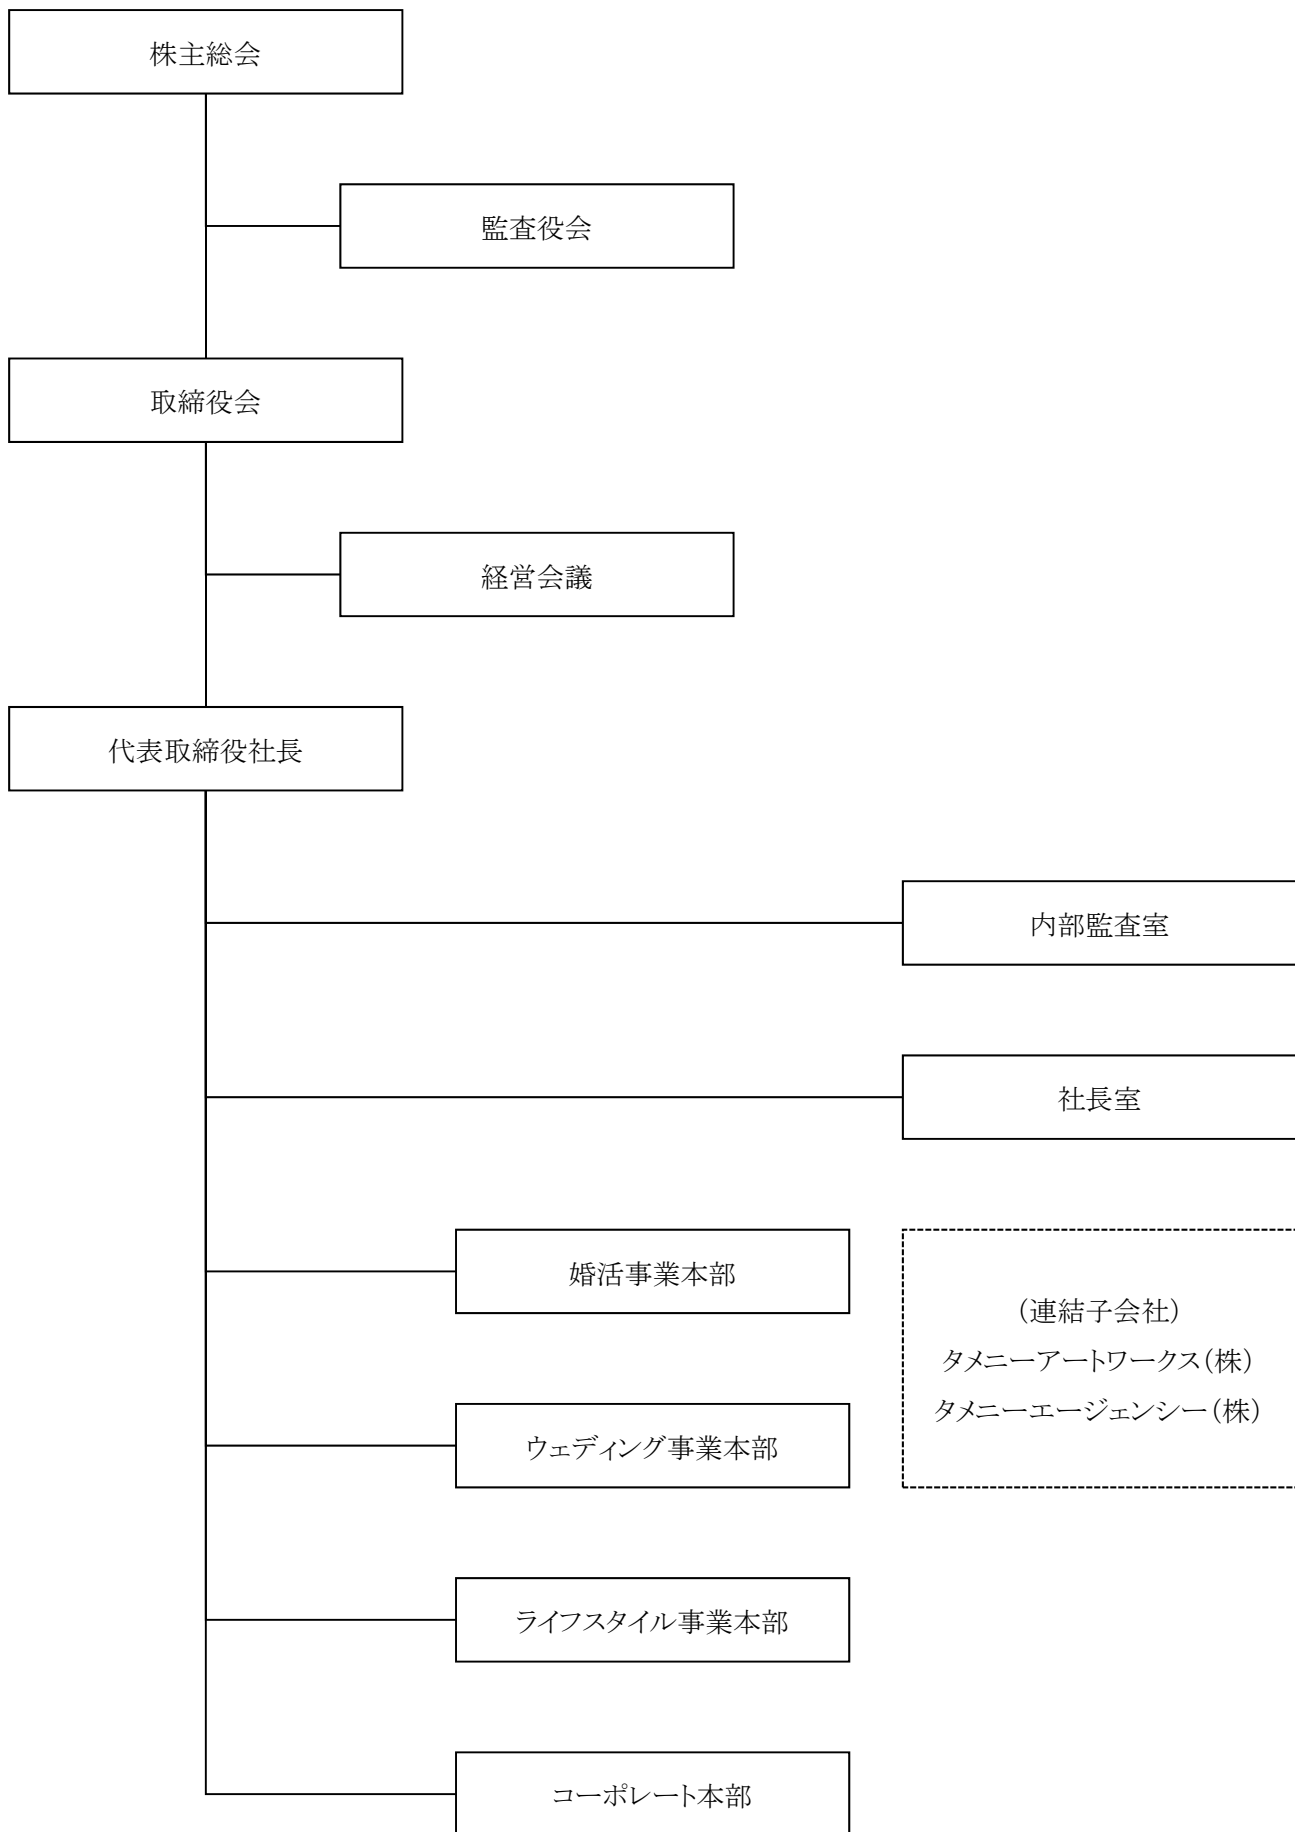 株主総会
監査役会
取締役会
経営会議
代表取締役社長
内部監査室
社長室
婚活事業本部
（連結子会社）
タメニーアートワークス（株）
タメニーエージェンシー（株）
ウェディング事業本部
ライフスタイル事業本部
コーポレート本部